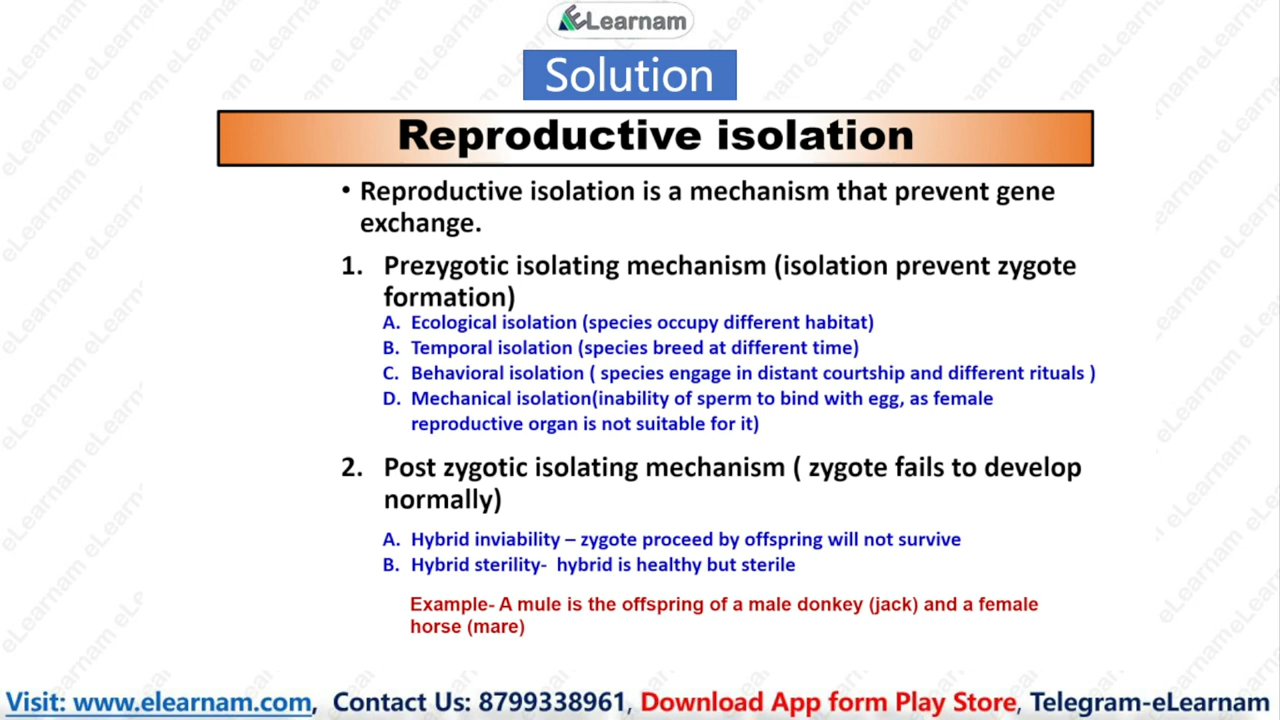 ELearnam
Solution
Reproductive isolation
• Reproductive isolation is a mechanism that prevent gene
exchange.
1. Prezygotic isolating mechanism (isolation prevent zygote
formation)
A. Ecological isolation (species occupy different habitat)
B. Temporal isolation (species breed at different time)
C. Behavioral isolation ( species engage in distant courtship and different rituals )
D. Mechanical isolation(inability of sperm to bind with egg, as female
reproductive organ is not suitable for it)
2. Post zygotic isolating mechanism ( zygote fails to develop
normally)
A. Hybrid inviability – zygote proceed by offspring will not survive
B. Hybrid sterility- hybrid is healthy but sterile
Example- A mule is the offspring of a male donkey (jack) and a female
horse (mare)
Visit: www.elearnam.com, Contact Us: 8799338961, Download App form Play Store, Telegram-eLearnam